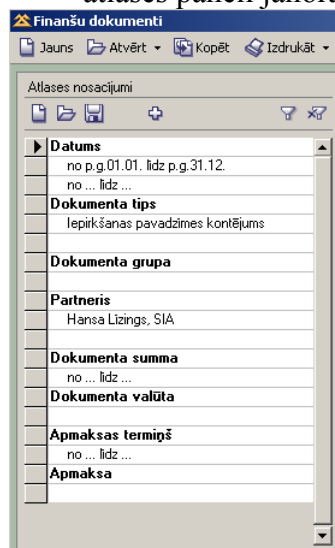 Finanšu dokumenti
Jauns Atvērt Kopēt Izdrukāt
Atlases nosacījumi
Datums
no p.g.01.01. līdz p.g.31.12.
no ... līdz ...
Dokumenta tips
Iepirkšanas pavadzīmes kontējums
Dokumenta grupa
Partneris
Hansa Līzings, SIA
Dokumenta summa
no ... līdz ...
Dokumenta valūta
Apmaksas termiņš
no ... līdz ...
Apmaksa